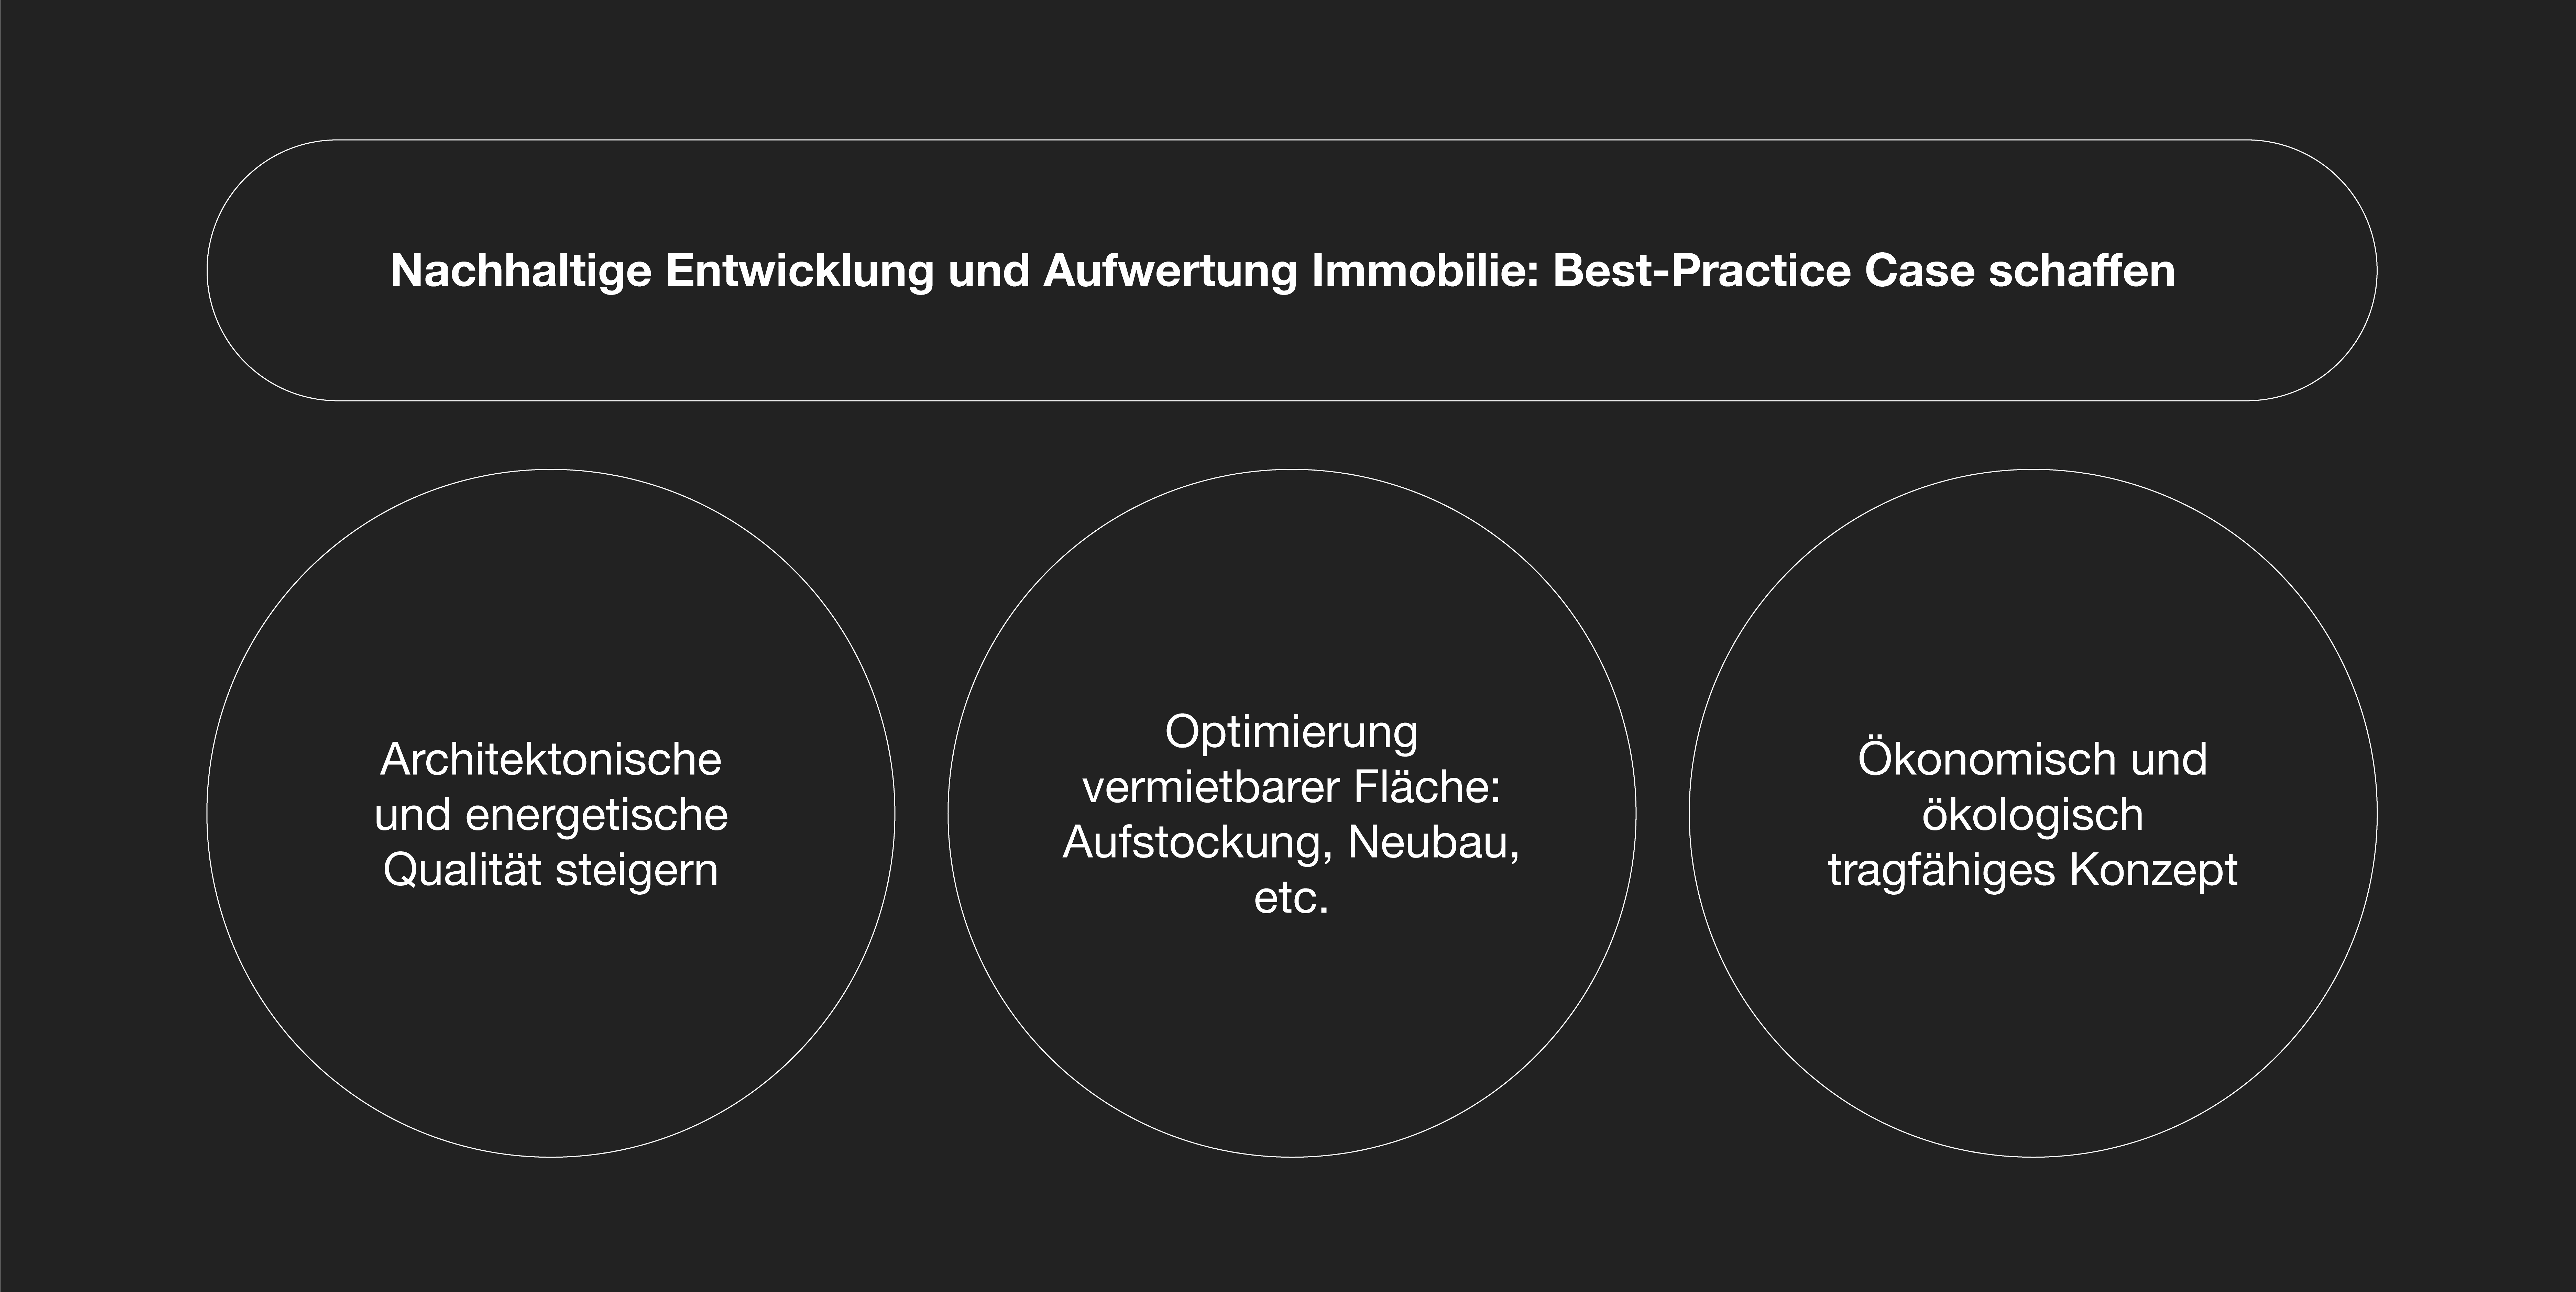 Nachhaltige Entwicklung und Aufwertung Immobilie: Best-Practice Case schaffen
Architektonische
und energetische
Qualität steigern
Optimierung
vermietbarer Fläche:
Aufstockung, Neubau,
etc.
Ökonomisch und
ökologisch
tragfähiges Konzept